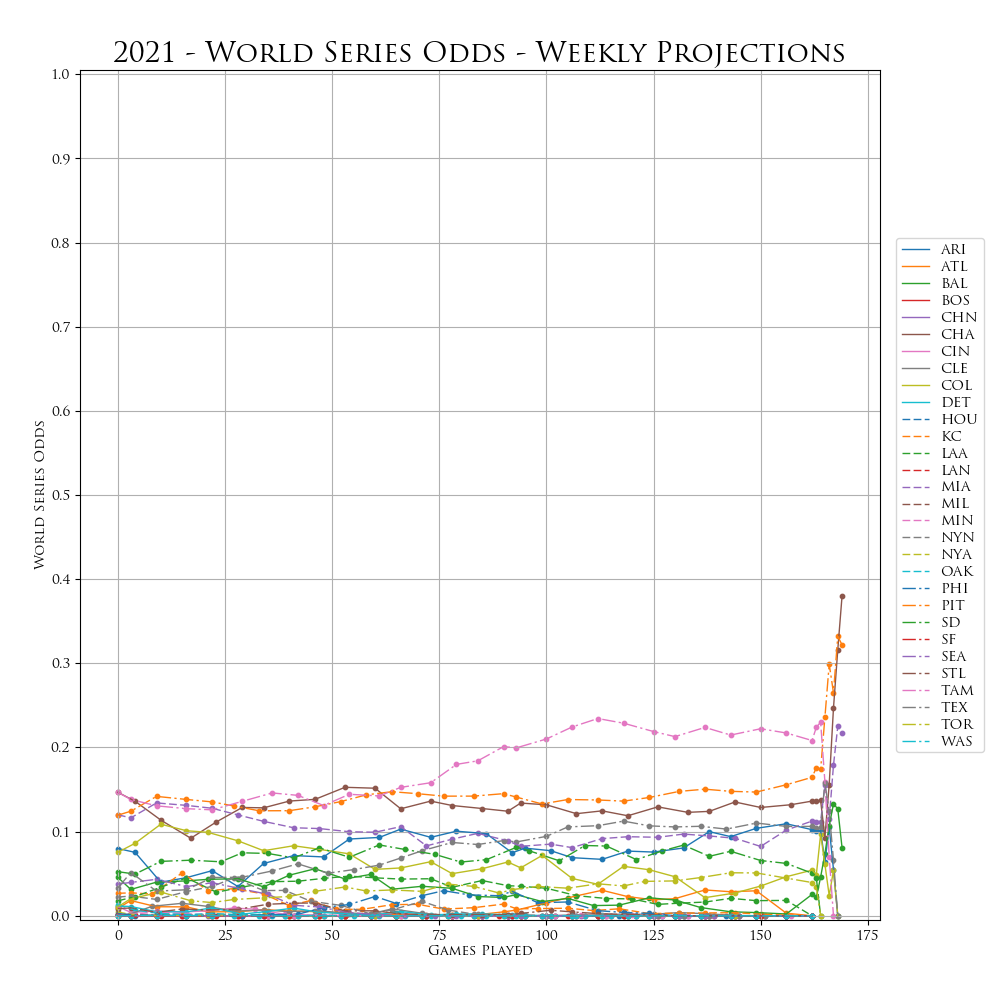 2021 - World Series Odds - Weekly Projections
1.0
0.9
0.8
0.7
0.6
0.5
0.4
0.3
0.2
0.1
0.0
World Series Odds
0 25 50 75 100 125 150 175
Games Played
ARI
ATL
BAL
BOS
CHN
CHA
CIN
CLE
COL
DET
HOU
KC
LAA
LAN
MIA
MIL
MIN
NYN
NYA
OAK
PHI
PIT
SD
SF
SEA
STL
TAM
TEX
TOR
WAS